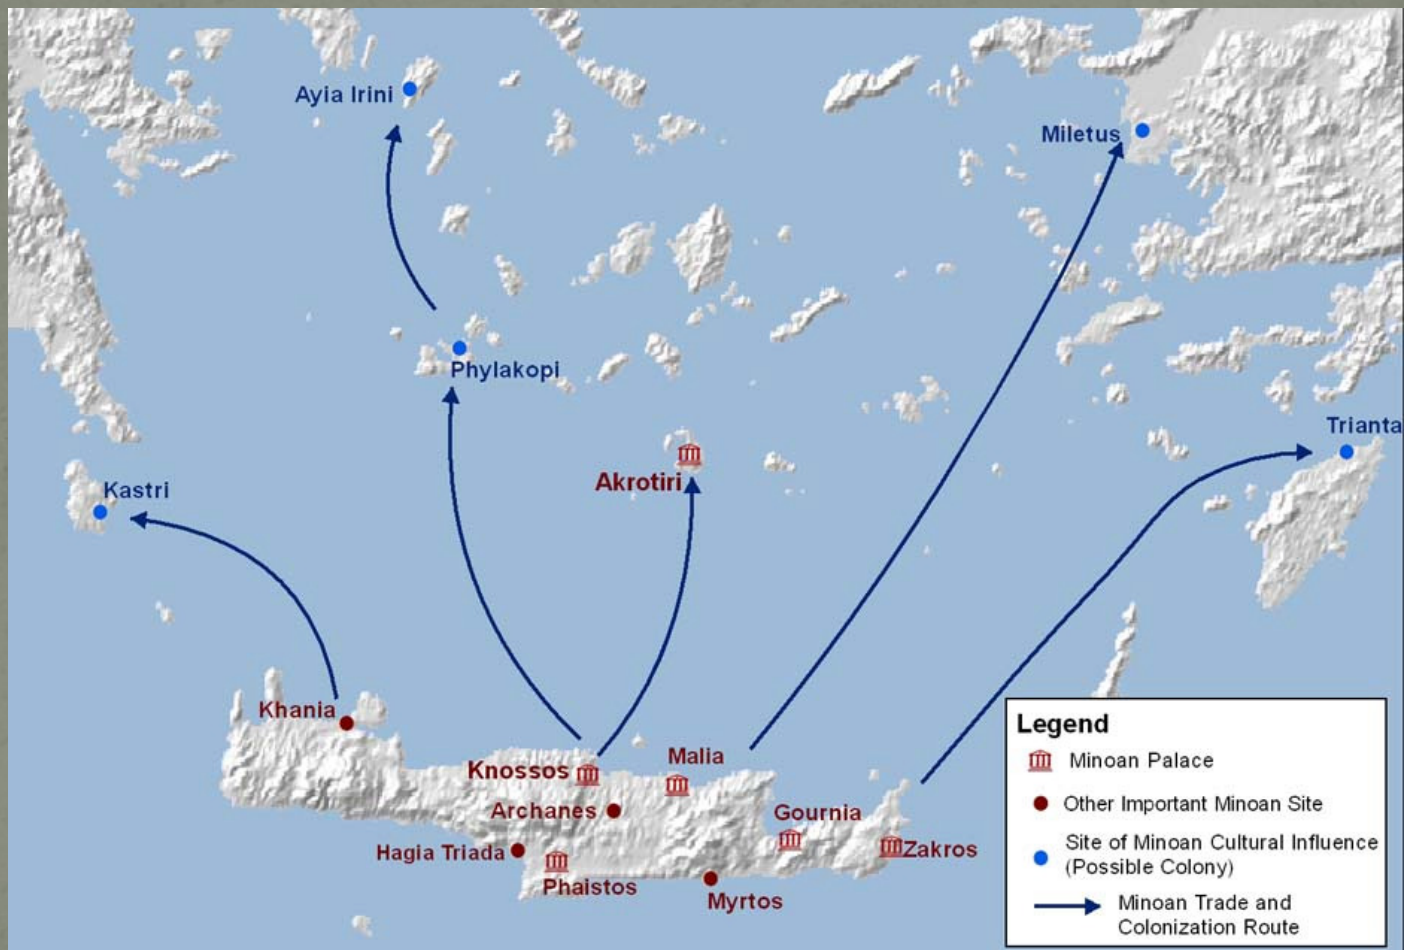 Ayia Irini
Miletus
Phylakopi
Trianta
Akrotiri
Kastri
Khania
Malia
Knossos
Archanes
Gournia
Hagia Triada
Zakros
Phaistos
Myrtos
Legend
Minoan Palace
Other Important Minoan Site
Site of Minoan Cultural Influence
(Possible Colony)
Minoan Trade and
Colonization Route